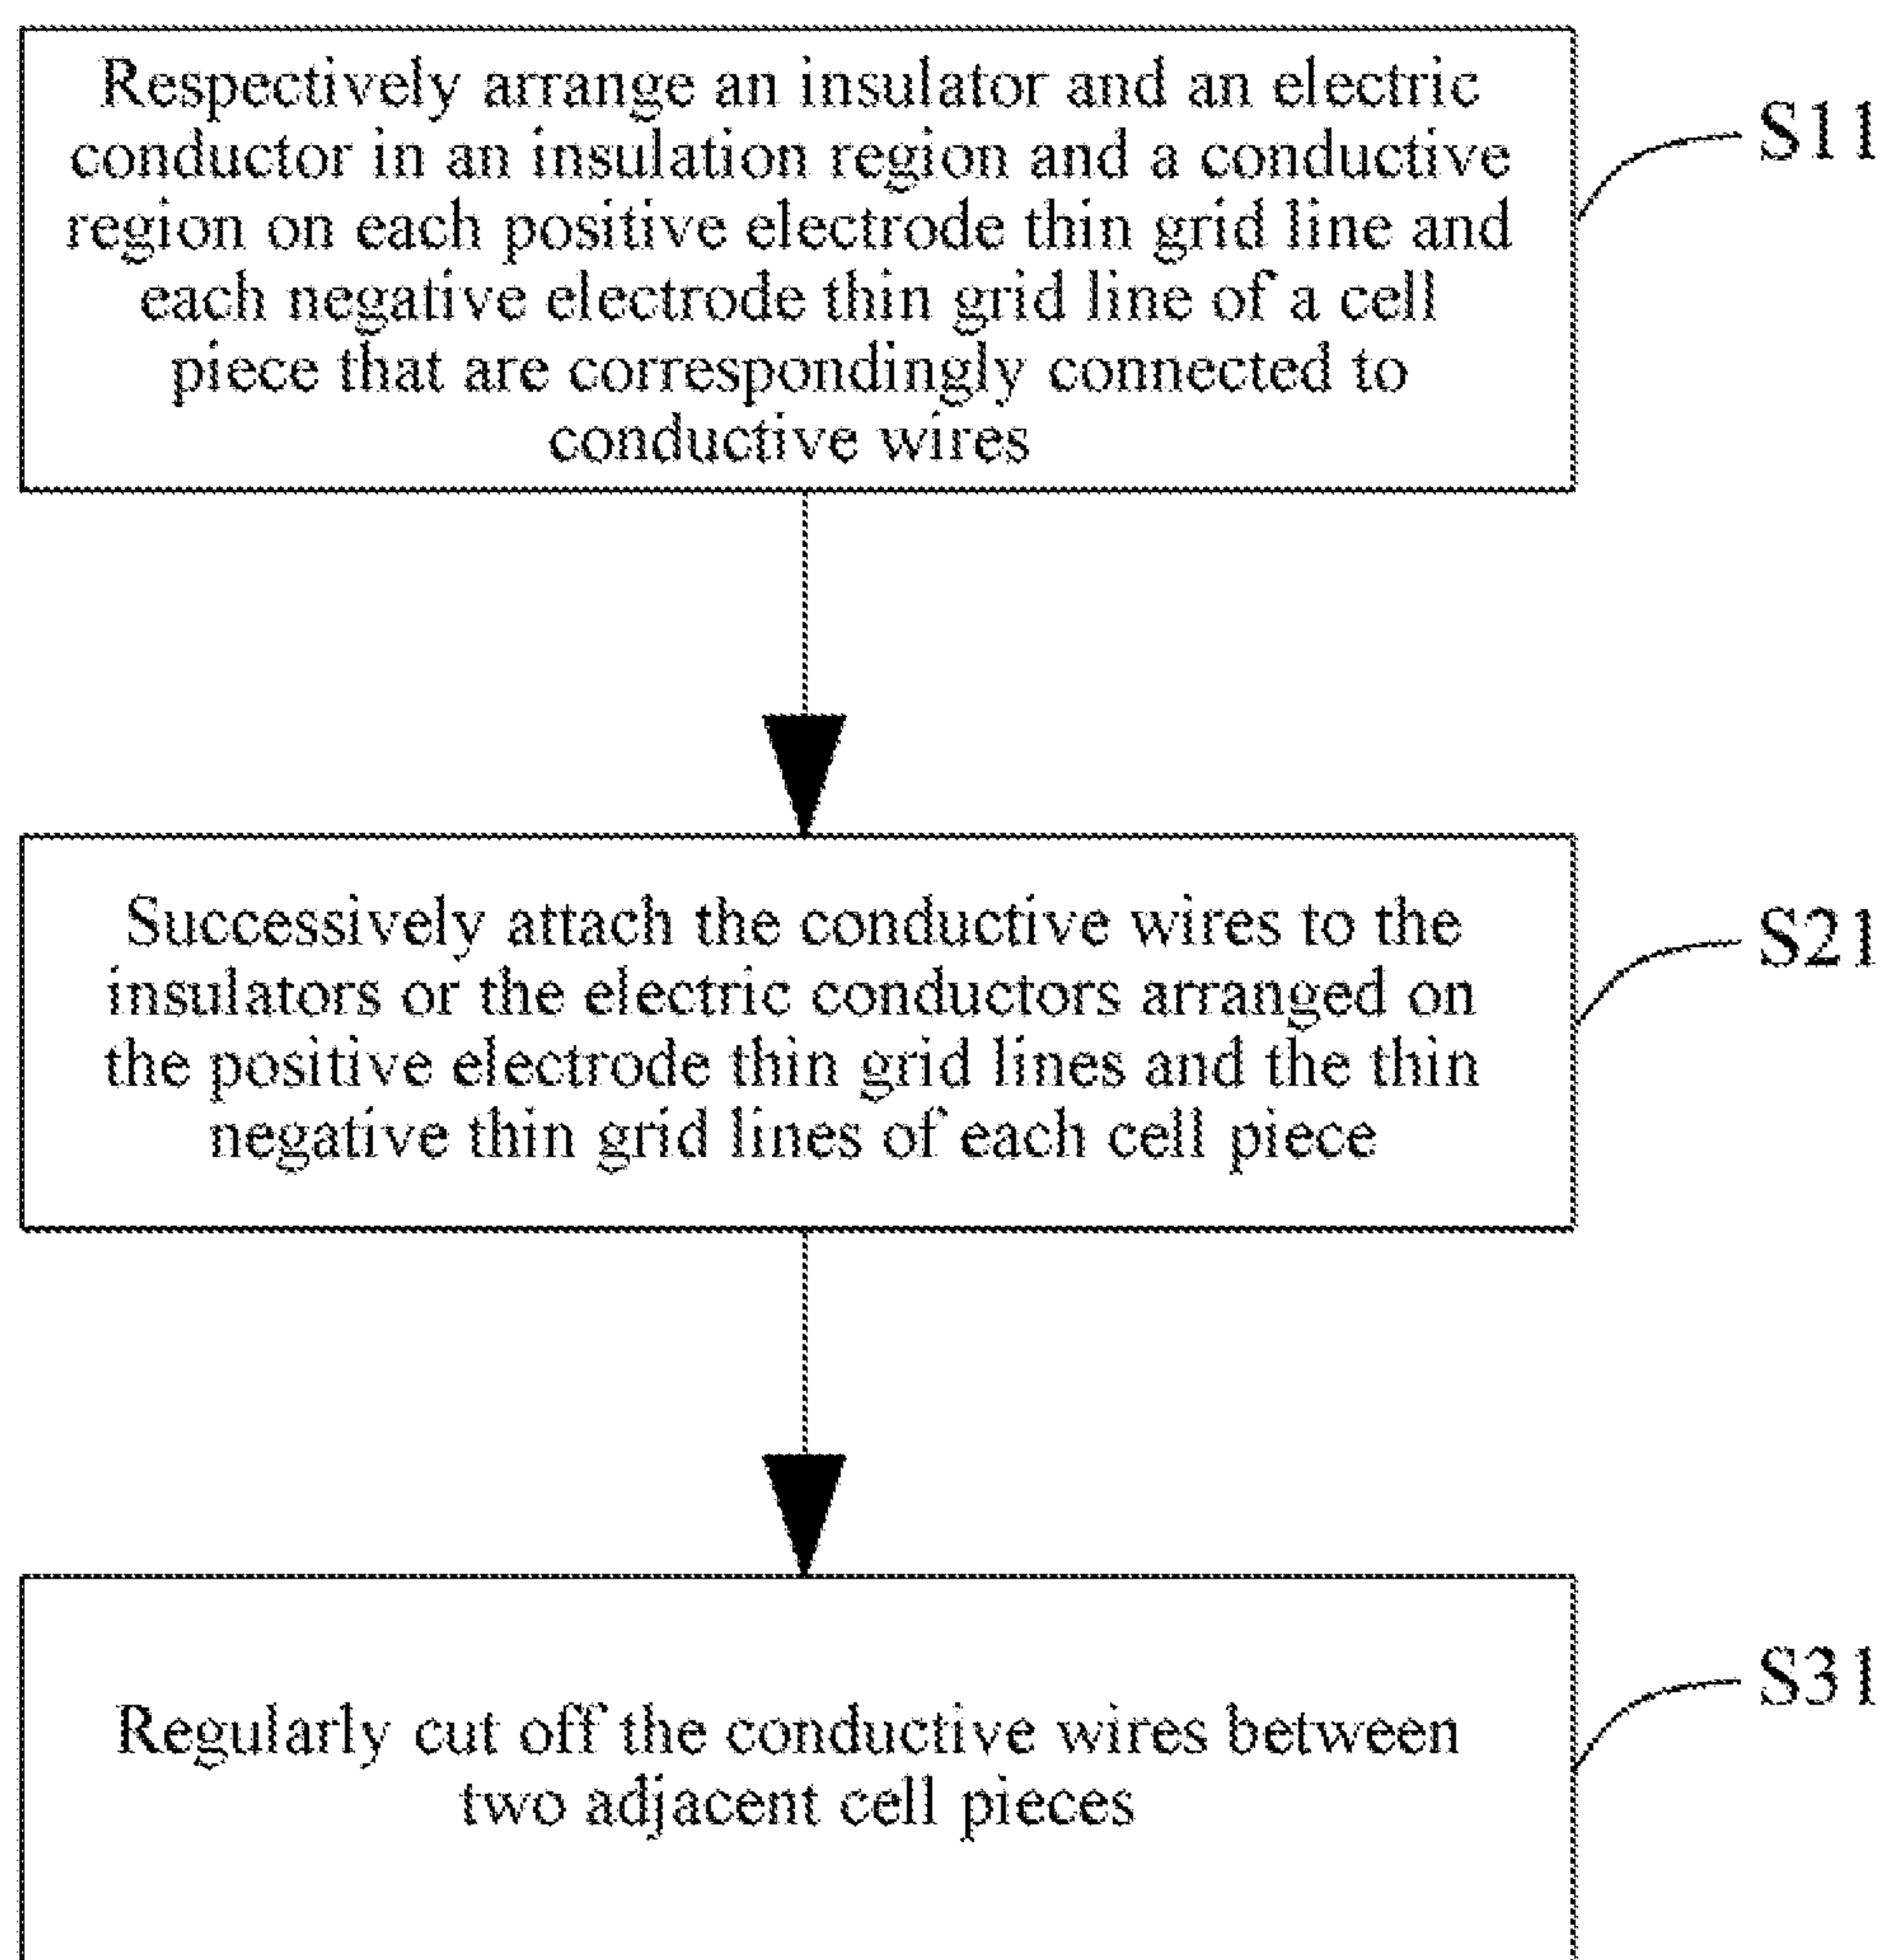 Respectively arrange an insulator and an electric
conductor in an insulation region and a conductive
region on each positive electrode thin grid line and
each negative electrode thin grid line of a cell
piece that are correspondingly connected to
conductive wires
S11
Successively attach the conductive wires to the
insulators or the electric conductors arranged on
the positive electrode thin grid lines and the thin
negative thin grid lines of each cell piece
S21
Regularly cut off the conductive wires between
two adjacent cell pieces
S31